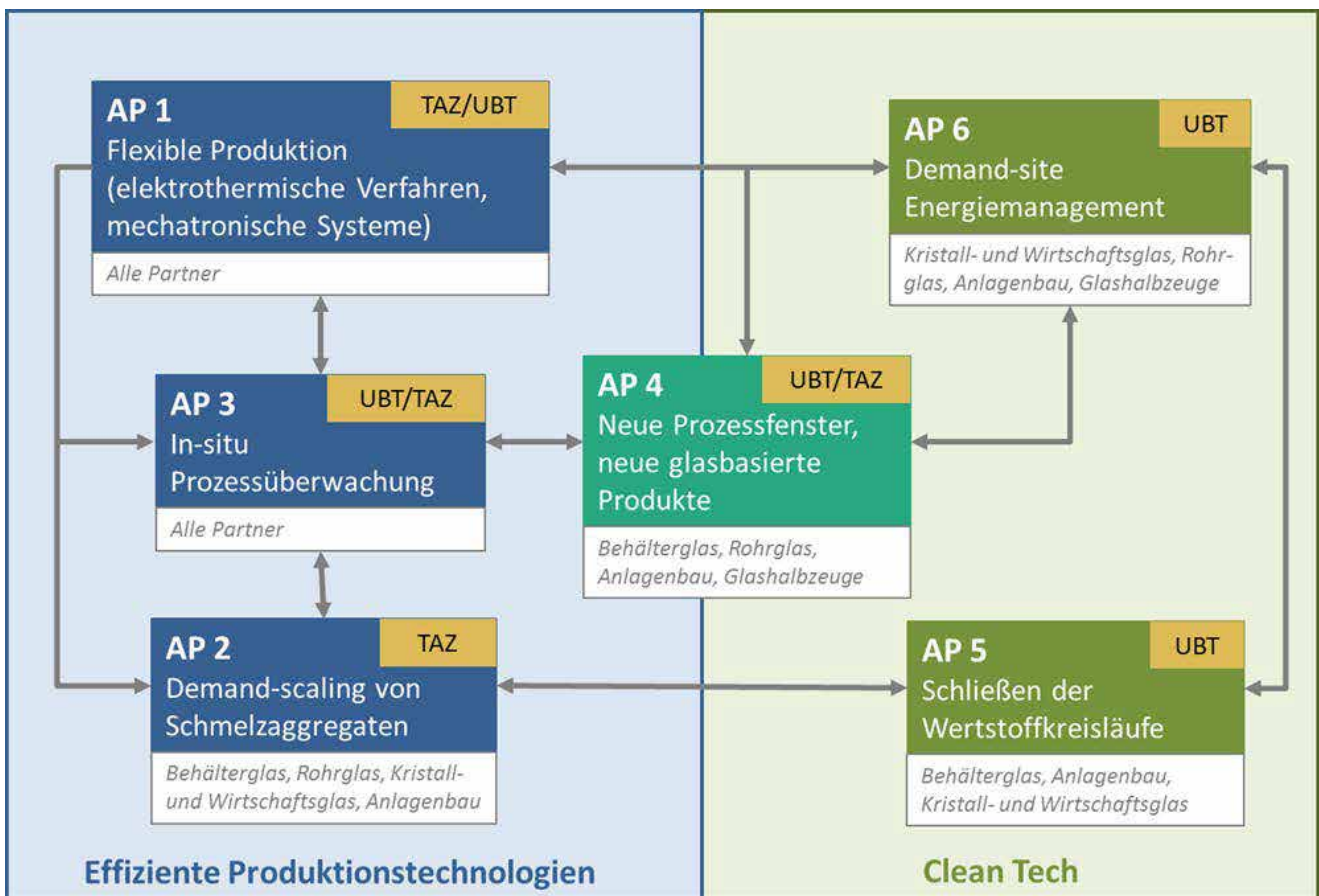 AP 1
TAZ/UBT
Flexible Produktion
(elektrothermische Verfahren,
mechatronische Systeme)
Alle Partner
AP 3
UBT/TAZ
In-situ
Prozessüberwachung
Alle Partner
AP 2
TAZ
Demand-scaling von
Schmelzaggregaten
Behälterglas, Rohrglas, Kristall-
und Wirtschaftsglas, Anlagenbau
AP 4
UBT/TAZ
Neue Prozessfenster,
neue glasbasierte
Produkte
Behälterglas, Rohrglas,
Anlagenbau, Glashalbzeuge
AP 6
UBT
Demand-site
Energiemanagement
Kristall- und Wirtschaftsglas, Rohr-
glas, Anlagenbau, Glashalbzeuge
AP 5
UBT
Schließen der
Wertstoffkreisläufe
Behälterglas, Anlagenbau,
Kristall- und Wirtschaftsglas
Effiziente Produktionstechnologien
Clean Tech